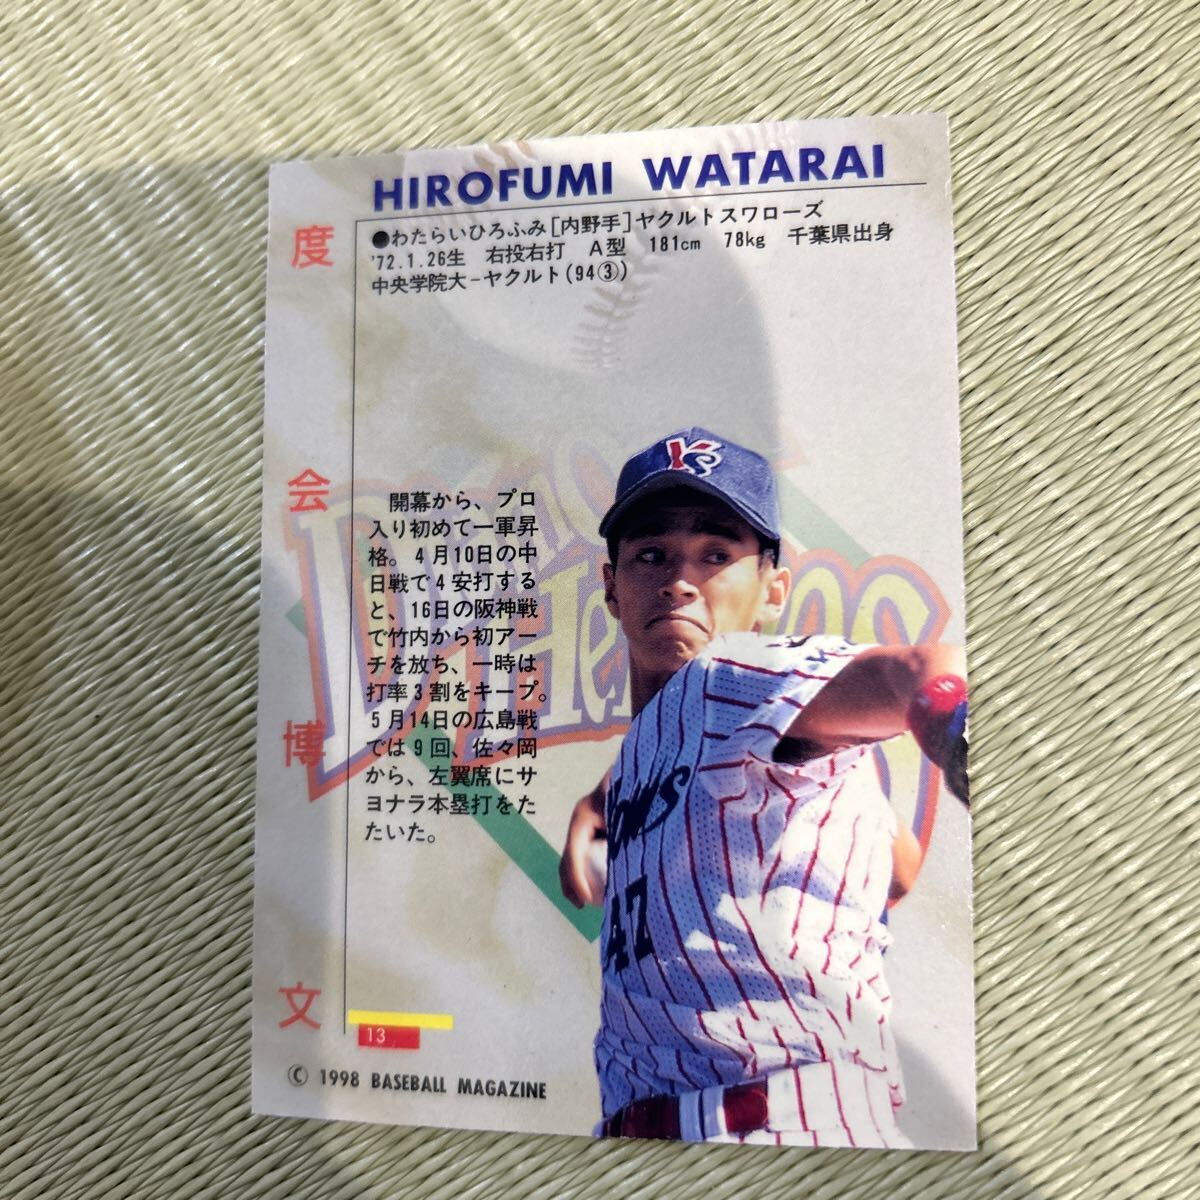 HIROFUMI WATARAI
●わたらいひろふみ[内野手]ヤクルトスワローズ
'72.1.26生 右投右打 A型 181cm 78kg 千葉県出身
中央学院大-ヤクルト(94③)
度会博文
開幕から、プロ
入り初めて一軍昇
格。4月10日の中
日戦で4安打する
と、16日の阪神戦
で竹内から初アー
チを放ち、一時は
打率3割をキープ。
5月14日の広島戦
では9回、佐々岡
から、左翼席にサ
ヨナラ本塁打をた
たいた。
YS
47
13
© 1998 BASEBALL MAGAZINE